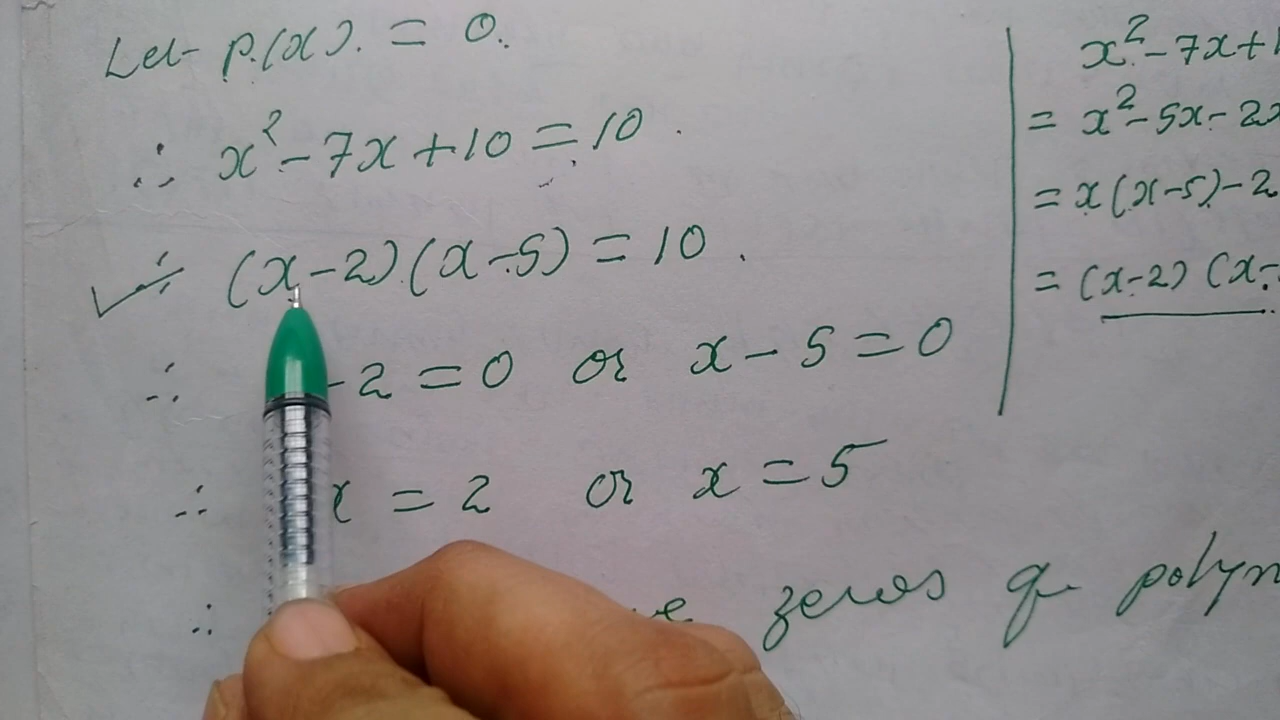 Let P.(x). = 0.
∴ x² - 7x + 10 = 10.
∴ (x-2)(x-5) = 10.
∴ -2 = 0 or x - 5 = 0
∴ x = 2 or x = 5
∴ zeros of polyn
x² - 7x +
= x² - 5x - 2x
= x(x-5) - 2
= (x-2) (x-